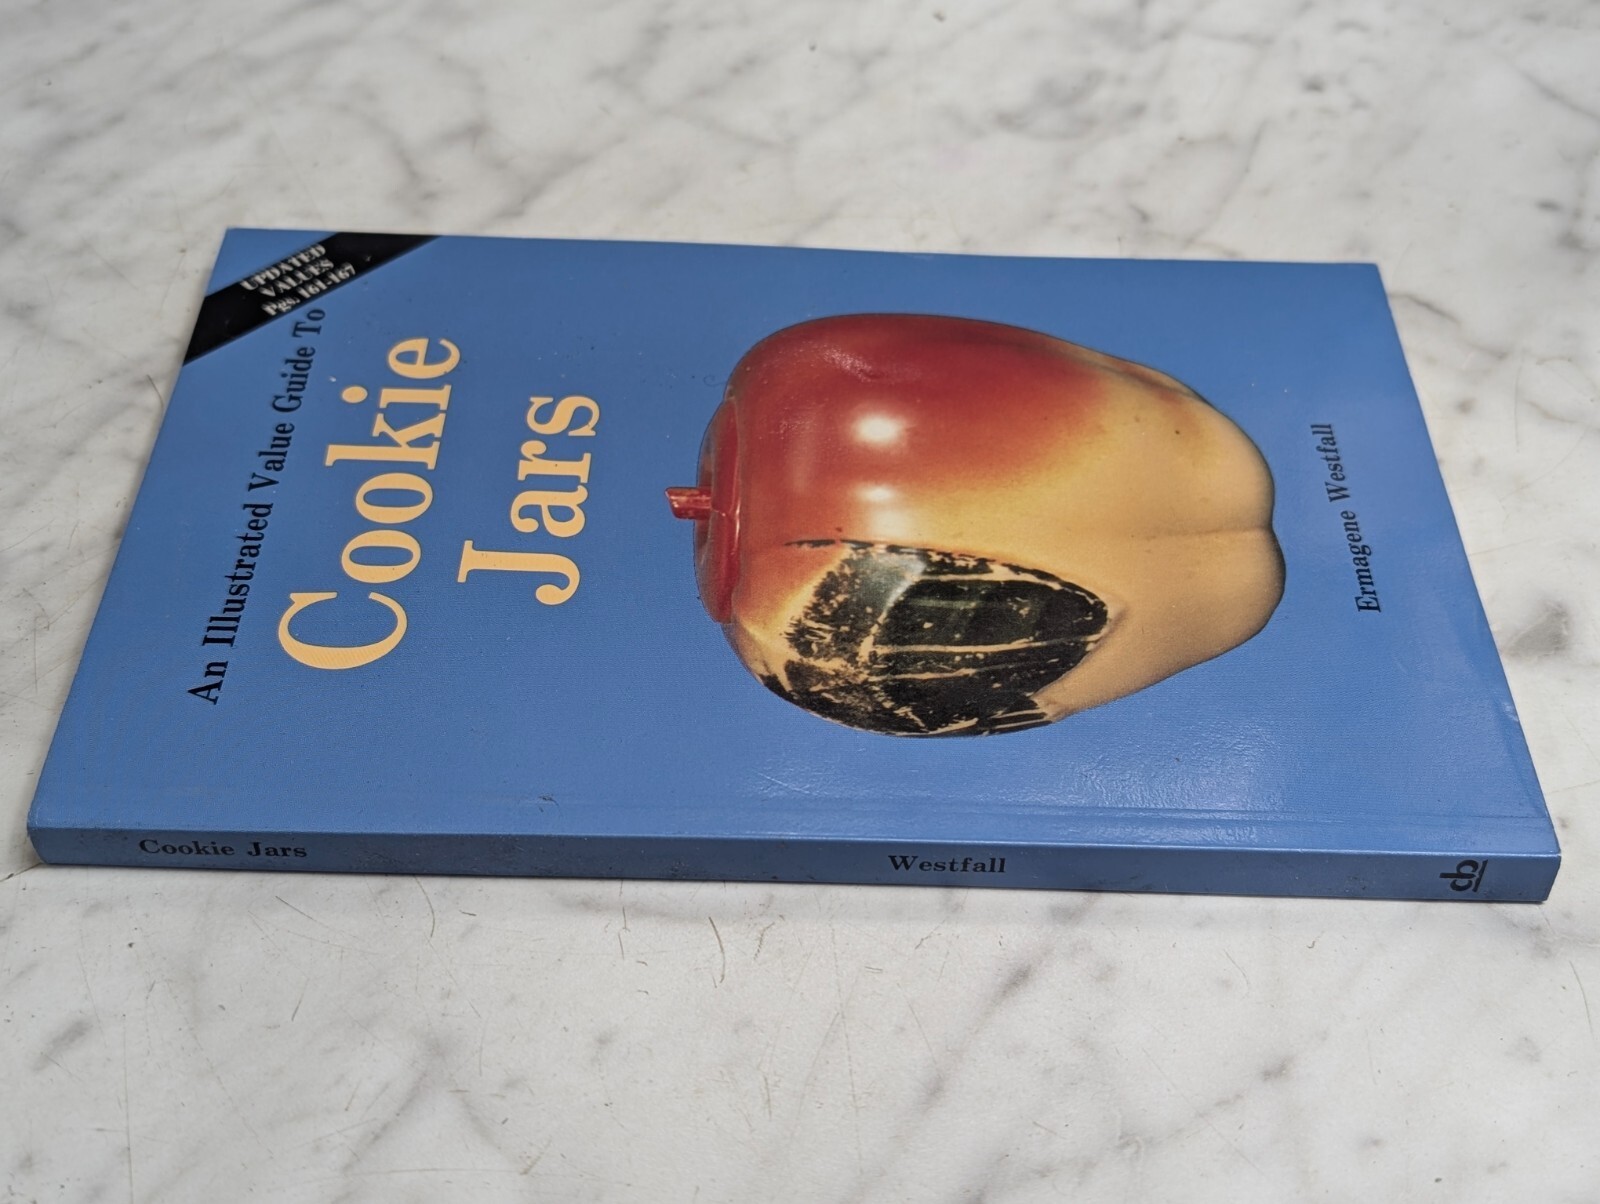 UPDATED
VALUES
Pgs. 161-167
An Illustrated Value Guide To
Cookie
Jars
Ermagene Westfall
Cookie Jars
Westfall
cb